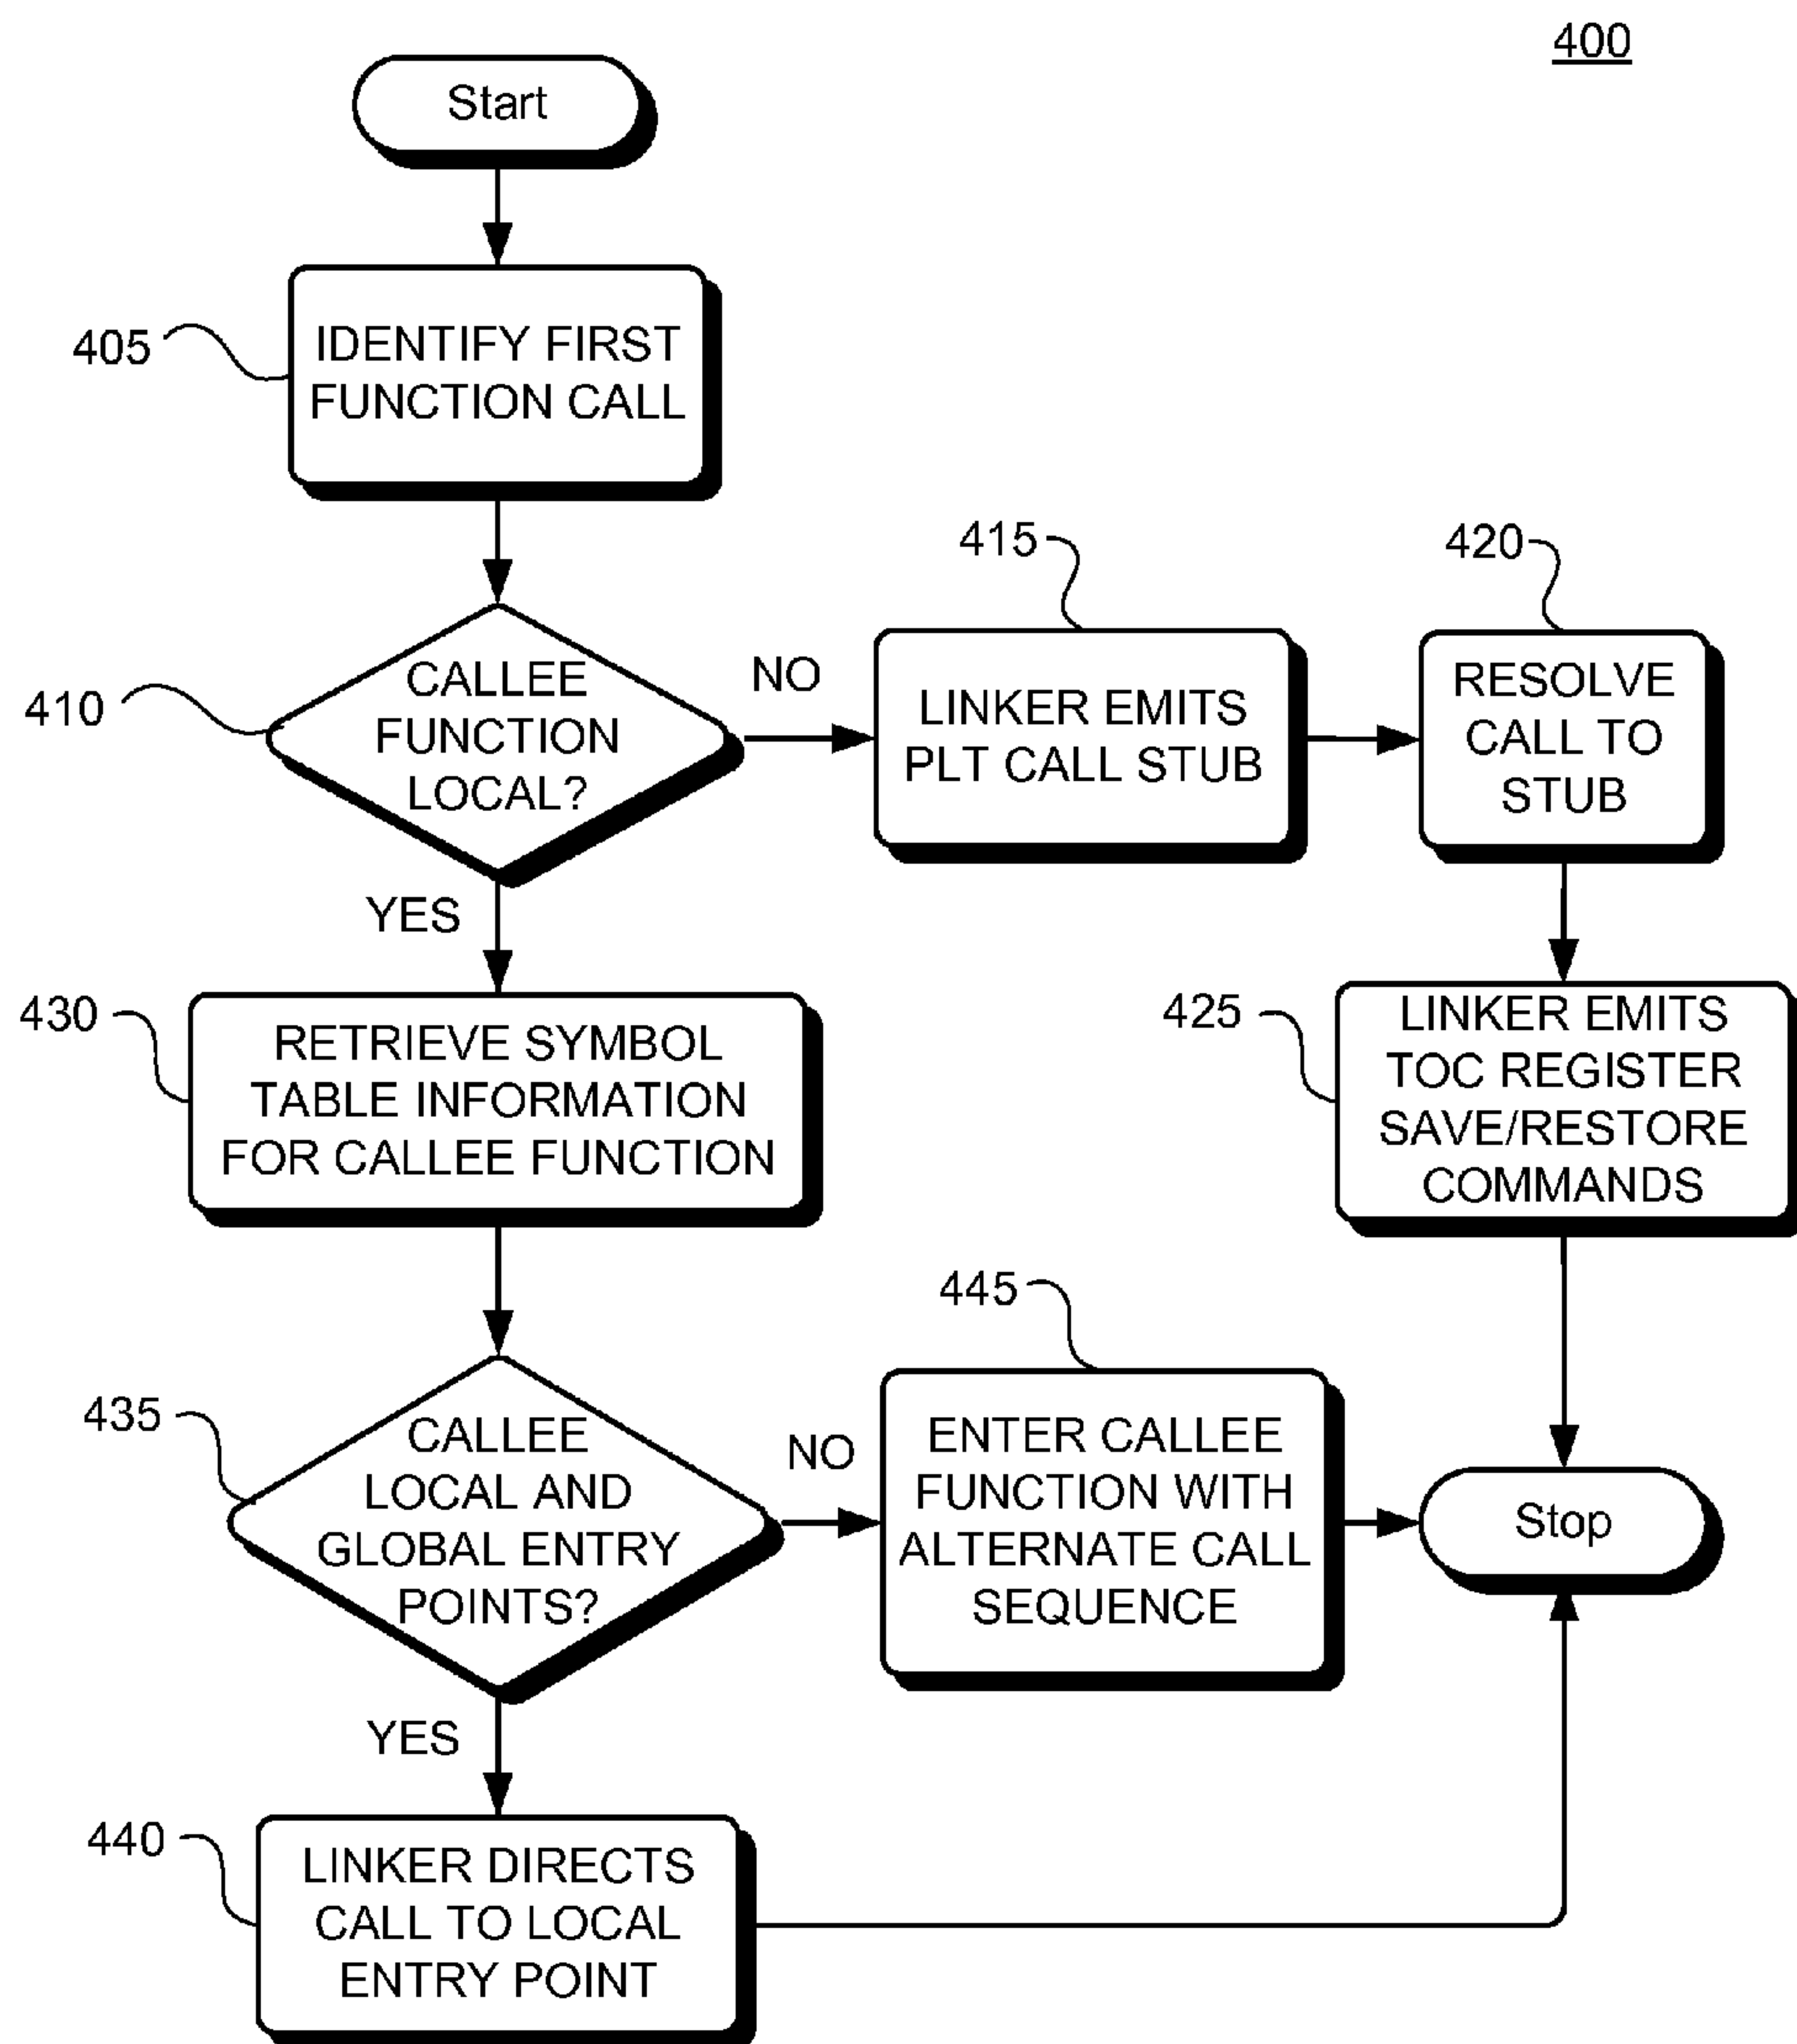 400
Start
405
IDENTIFY FIRST
FUNCTION CALL
410
CALLEE
FUNCTION
LOCAL?
NO
415
LINKER EMITS
PLT CALL STUB
420
RESOLVE
CALL TO
STUB
YES
425
LINKER EMITS
TOC REGISTER
SAVE/RESTORE
COMMANDS
430
RETRIEVE SYMBOL
TABLE INFORMATION
FOR CALLEE FUNCTION
435
CALLEE
LOCAL AND
GLOBAL ENTRY
POINTS?
NO
445
ENTER CALLEE
FUNCTION WITH
ALTERNATE CALL
SEQUENCE
Stop
YES
440
LINKER DIRECTS
CALL TO LOCAL
ENTRY POINT